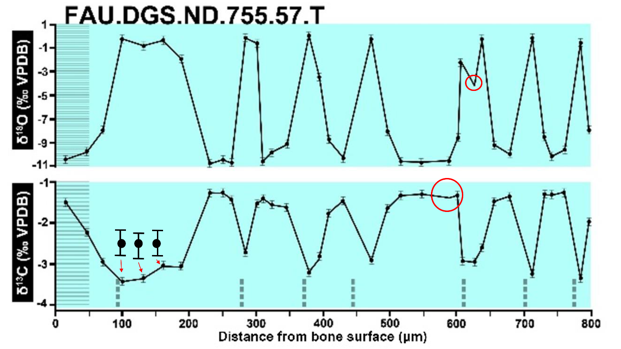 FAU.DGS.ND.755.57.T
δ¹⁸O (‰ VPDB)
1
-1
-3
-5
-7
-9
-11
δ¹³C (‰ VPDB)
-1
-2
-3
-4
0 100 200 300 400 500 600 700 800
Distance from bone surface (μm)